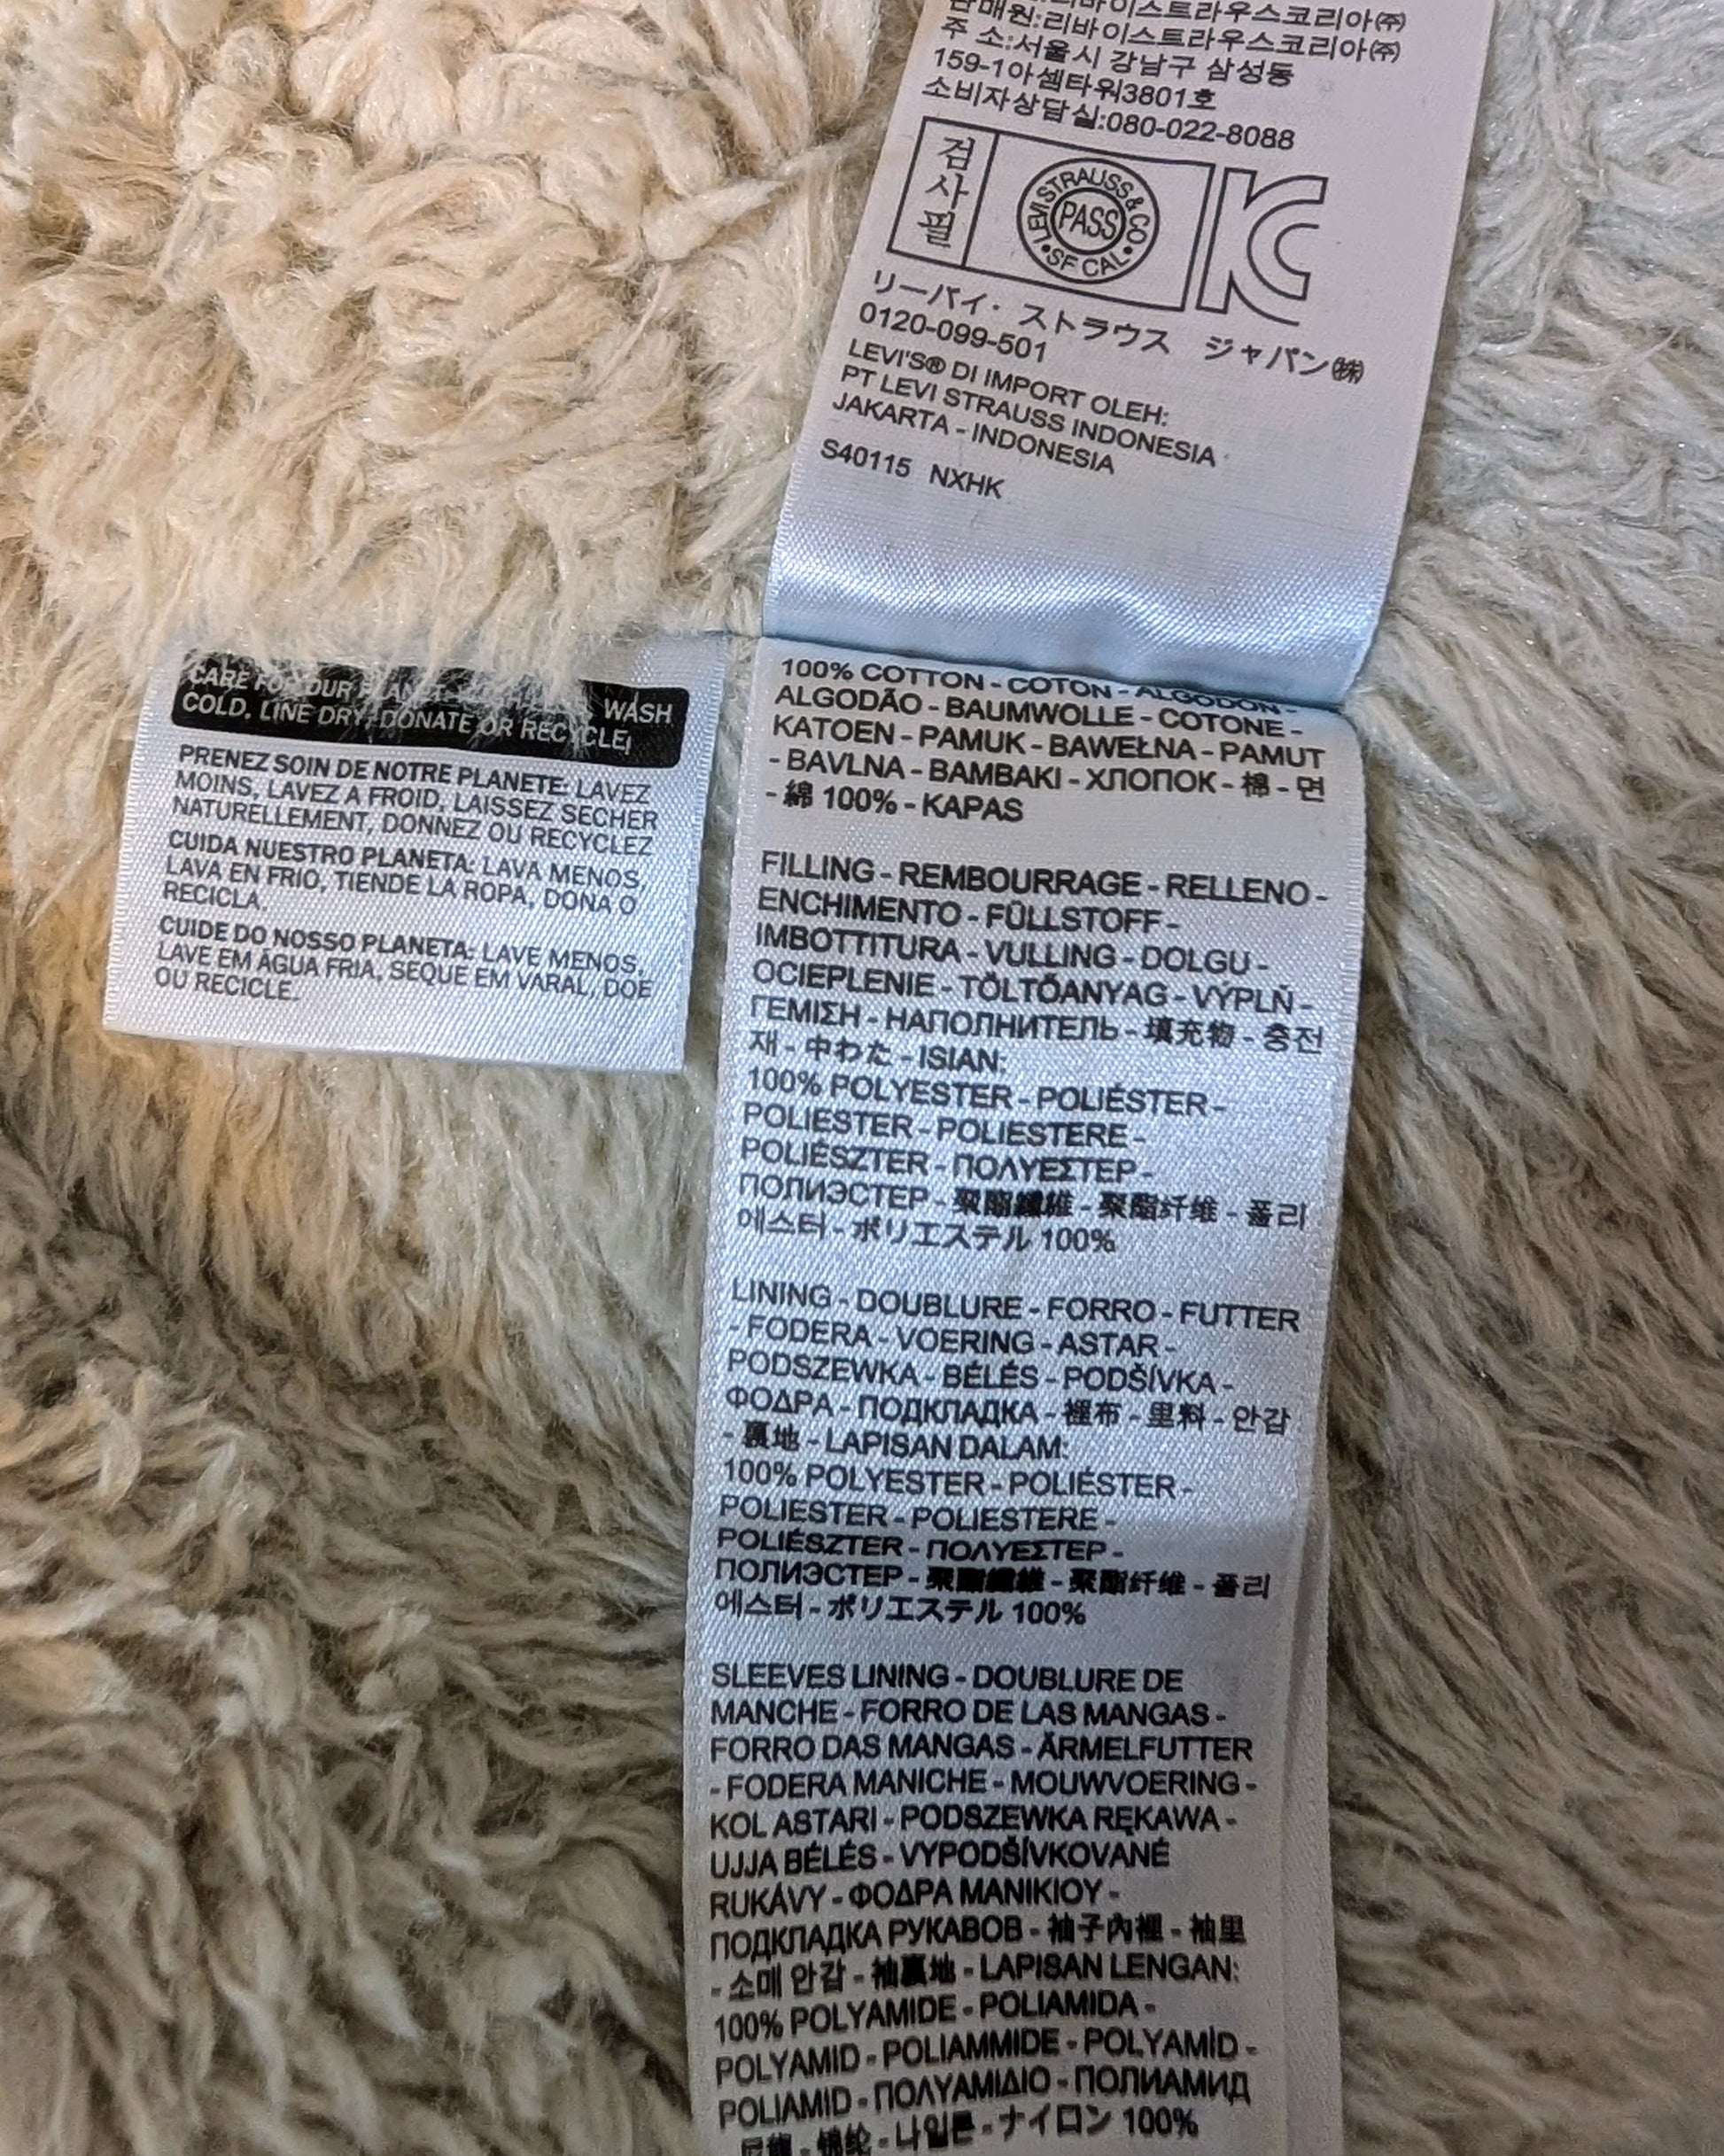 판매원:리바이스트라우스코리아㈜
주 소:서울시 강남구 삼성동
159-1아셈타워3801호
소비자상담실:080-022-8088
검사필
LEVI STRAUSS & CO
PASS
•SF CAL•
リーバイ・ストラウス ジャパン㈱
0120-099-501
LEVI'S® DI IMPORT OLEH:
PT LEVI STRAUSS INDONESIA
JAKARTA - INDONESIA
S40115 NXHK
CARE WASH
COLD, LINE DRY, DONATE OR RECYCLE
PRENEZ SOIN DE NOTRE PLANETE: LAVEZ
MOINS, LAVEZ A FROID, LAISSEZ SECHER
NATURELLEMENT, DONNEZ OU RECYCLEZ
CUIDA NUESTRO PLANETA: LAVA MENOS,
LAVA EN FRIO, TIENDE LA ROPA, DONA O
RECICLA.
CUIDE DO NOSSO PLANETA: LAVE MENOS,
LAVE EM ÁGUA FRIA, SEQUE EM VARAL, DOE
OU RECICLE.
100% COTTON - COTON - ALGODON -
ALGODÃO - BAUMWOLLE - COTONE -
KATOEN - PAMUK - BAWEŁNA - PAMUT
- BAVLNA - BAMBAKI - ХЛОПОК - 棉 - 면
- 綿 100% - KAPAS
FILLING - REMBOURRAGE - RELLENO -
ENCHIMENTO - FÜLLSTOFF -
IMBOTTITURA - VULLING - DOLGU -
OCIEPLENIE - TÖLTŐANYAG - VÝPLŇ -
ΓΕΜΙΣΗ - НАПОЛНИТЕЛЬ - 填充物 - 충전
재 - 中わた - ISIAN:
100% POLYESTER - POLIÉSTER -
POLIESTER - POLIESTERE -
POLIÉSZTER - ΠΟΛΥΕΣΤΕΡ -
ПОЛИЭСТЕР - 聚酯纖維 - 聚酯纤维 - 폴리
에스터 - ポリエステル 100%
LINING - DOUBLURE - FORRO - FUTTER
- FODERA - VOERING - ASTAR -
PODSZEWKA - BÉLÉS - PODŠÍVKA -
ΦΟΔΡΑ - ПОДКЛАДКА - 裡布 - 里料 - 안감
- 裏地 - LAPISAN DALAM:
100% POLYESTER - POLIÉSTER -
POLIESTER - POLIESTERE -
POLIÉSZTER - ΠΟΛΥΕΣΤΕΡ -
ПОЛИЭСТЕР - 聚酯纖維 - 聚酯纤维 - 폴리
에스터 - ポリエステル 100%
SLEEVES LINING - DOUBLURE DE
MANCHE - FORRO DE LAS MANGAS -
FORRO DAS MANGAS - ÄRMELFUTTER
- FODERA MANICHE - MOUWVOERING -
KOL ASTARI - PODSZEWKA RĘKAWA -
UJJA BÉLÉS - VYPODŠÍVKOVANÉ
RUKÁVY - ΦΟΔΡΑ ΜΑΝΙΚΙΟΥ -
ПОДКЛАДКА РУКАВОВ - 袖子內裡 - 袖里
- 소매 안감 - 袖裏地 - LAPISAN LENGAN:
100% POLYAMIDE - POLIAMIDA -
POLYAMID - POLIAMMIDE - POLYAMİD -
POLIAMID - ΠΟΛΥΑΜΙΔΙΟ - ПОЛИАМИД
- 锦纶 - 나일론 - ナイロン 100%